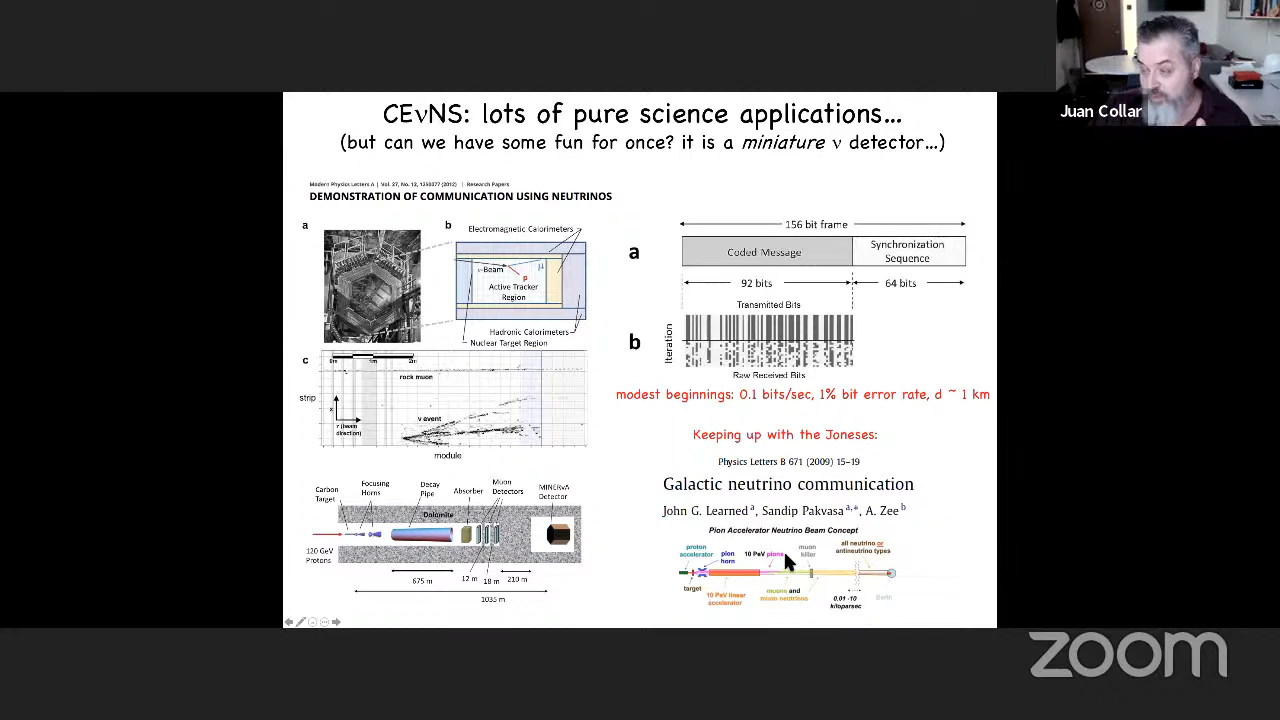 CEνNS: lots of pure science applications...
(but can we have some fun for once? it is a miniature ν detector...)
Juan Collar
Modern Physics Letters A | Vol. 27, No. 12, 1250077 (2012) | Research Papers
DEMONSTRATION OF COMMUNICATION USING NEUTRINOS
a
b
Electromagnetic Calorimeters
ν-Beam
μ
p
Active Tracker
Region
Hadronic Calorimeters
Nuclear Target Region
c
0m 1m 2m
rock muon
strip
x
z (beam
direction)
ν event
module
Carbon
Target
Focusing
Horns
Decay
Pipe
Absorber
Muon
Detectors
MINERνA
Detector
Dolomite
120 GeV
Protons
675 m
12 m
18 m
210 m
1035 m
a
156 bit frame
Coded Message
Synchronization
Sequence
92 bits
64 bits
b
Transmitted Bits
Iteration
Raw Received Bits
modest beginnings: 0.1 bits/sec, 1% bit error rate, d ~ 1 km
Keeping up with the Joneses:
Physics Letters B 671 (2009) 15–19
Galactic neutrino communication
John G. Learned a, Sandip Pakvasa a,*, A. Zee b
Pion Accelerator Neutrino Beam Concept
proton
accelerator
pion
horn
10 PeV pions
muon
killer
all neutrino or
antineutrino types
target
10 PeV linear
accelerator
muons and
muon neutrinos
0.01 -10
kiloparsec
Earth
zoom